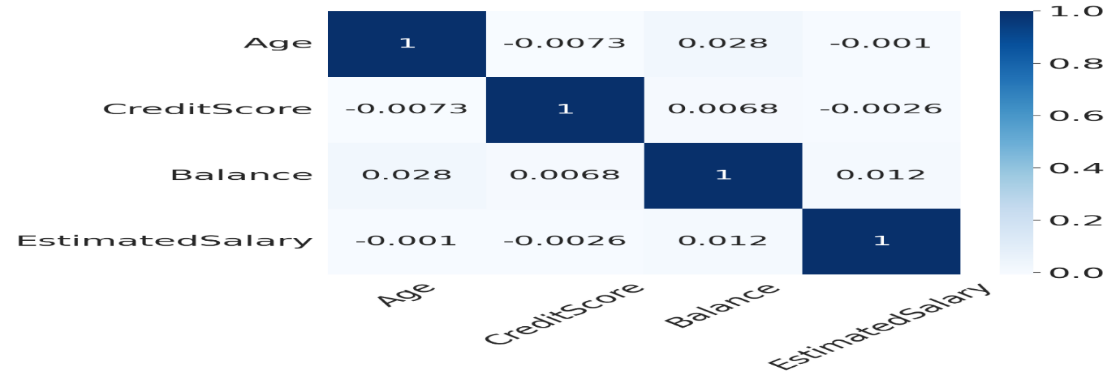 Age 1 -0.0073 0.028 -0.001
CreditScore -0.0073 1 0.0068 -0.0026
Balance 0.028 0.0068 1 0.012
EstimatedSalary -0.001 -0.0026 0.012 1
Age CreditScore Balance EstimatedSalary
1.0
0.8
0.6
0.4
0.2
0.0